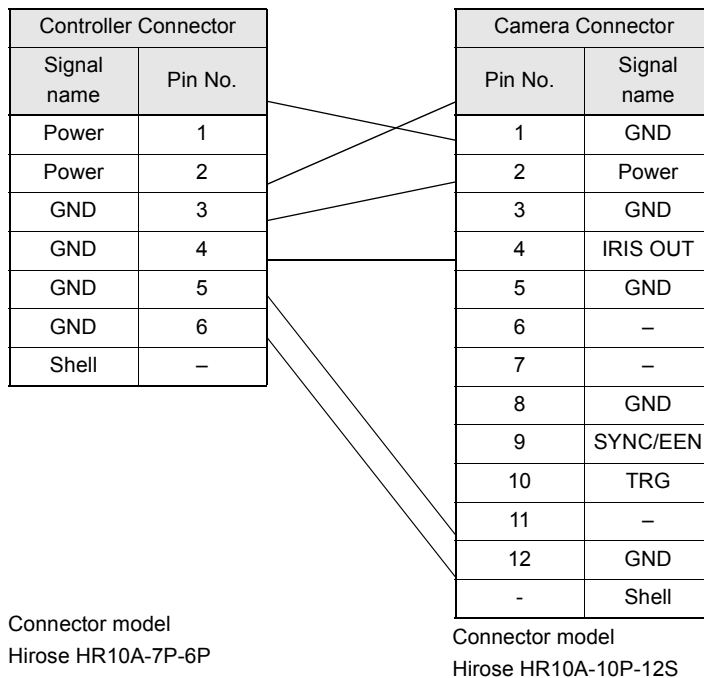 Controller Connector
Signal name Pin No.
Power 1
Power 2
GND 3
GND 4
GND 5
GND 6
Shell –
Connector model
Hirose HR10A-7P-6P
Camera Connector
Pin No. Signal name
1 GND
2 Power
3 GND
4 IRIS OUT
5 GND
6 –
7 –
8 GND
9 SYNC/EEN
10 TRG
11 –
12 GND
- Shell
Connector model
Hirose HR10A-10P-12S